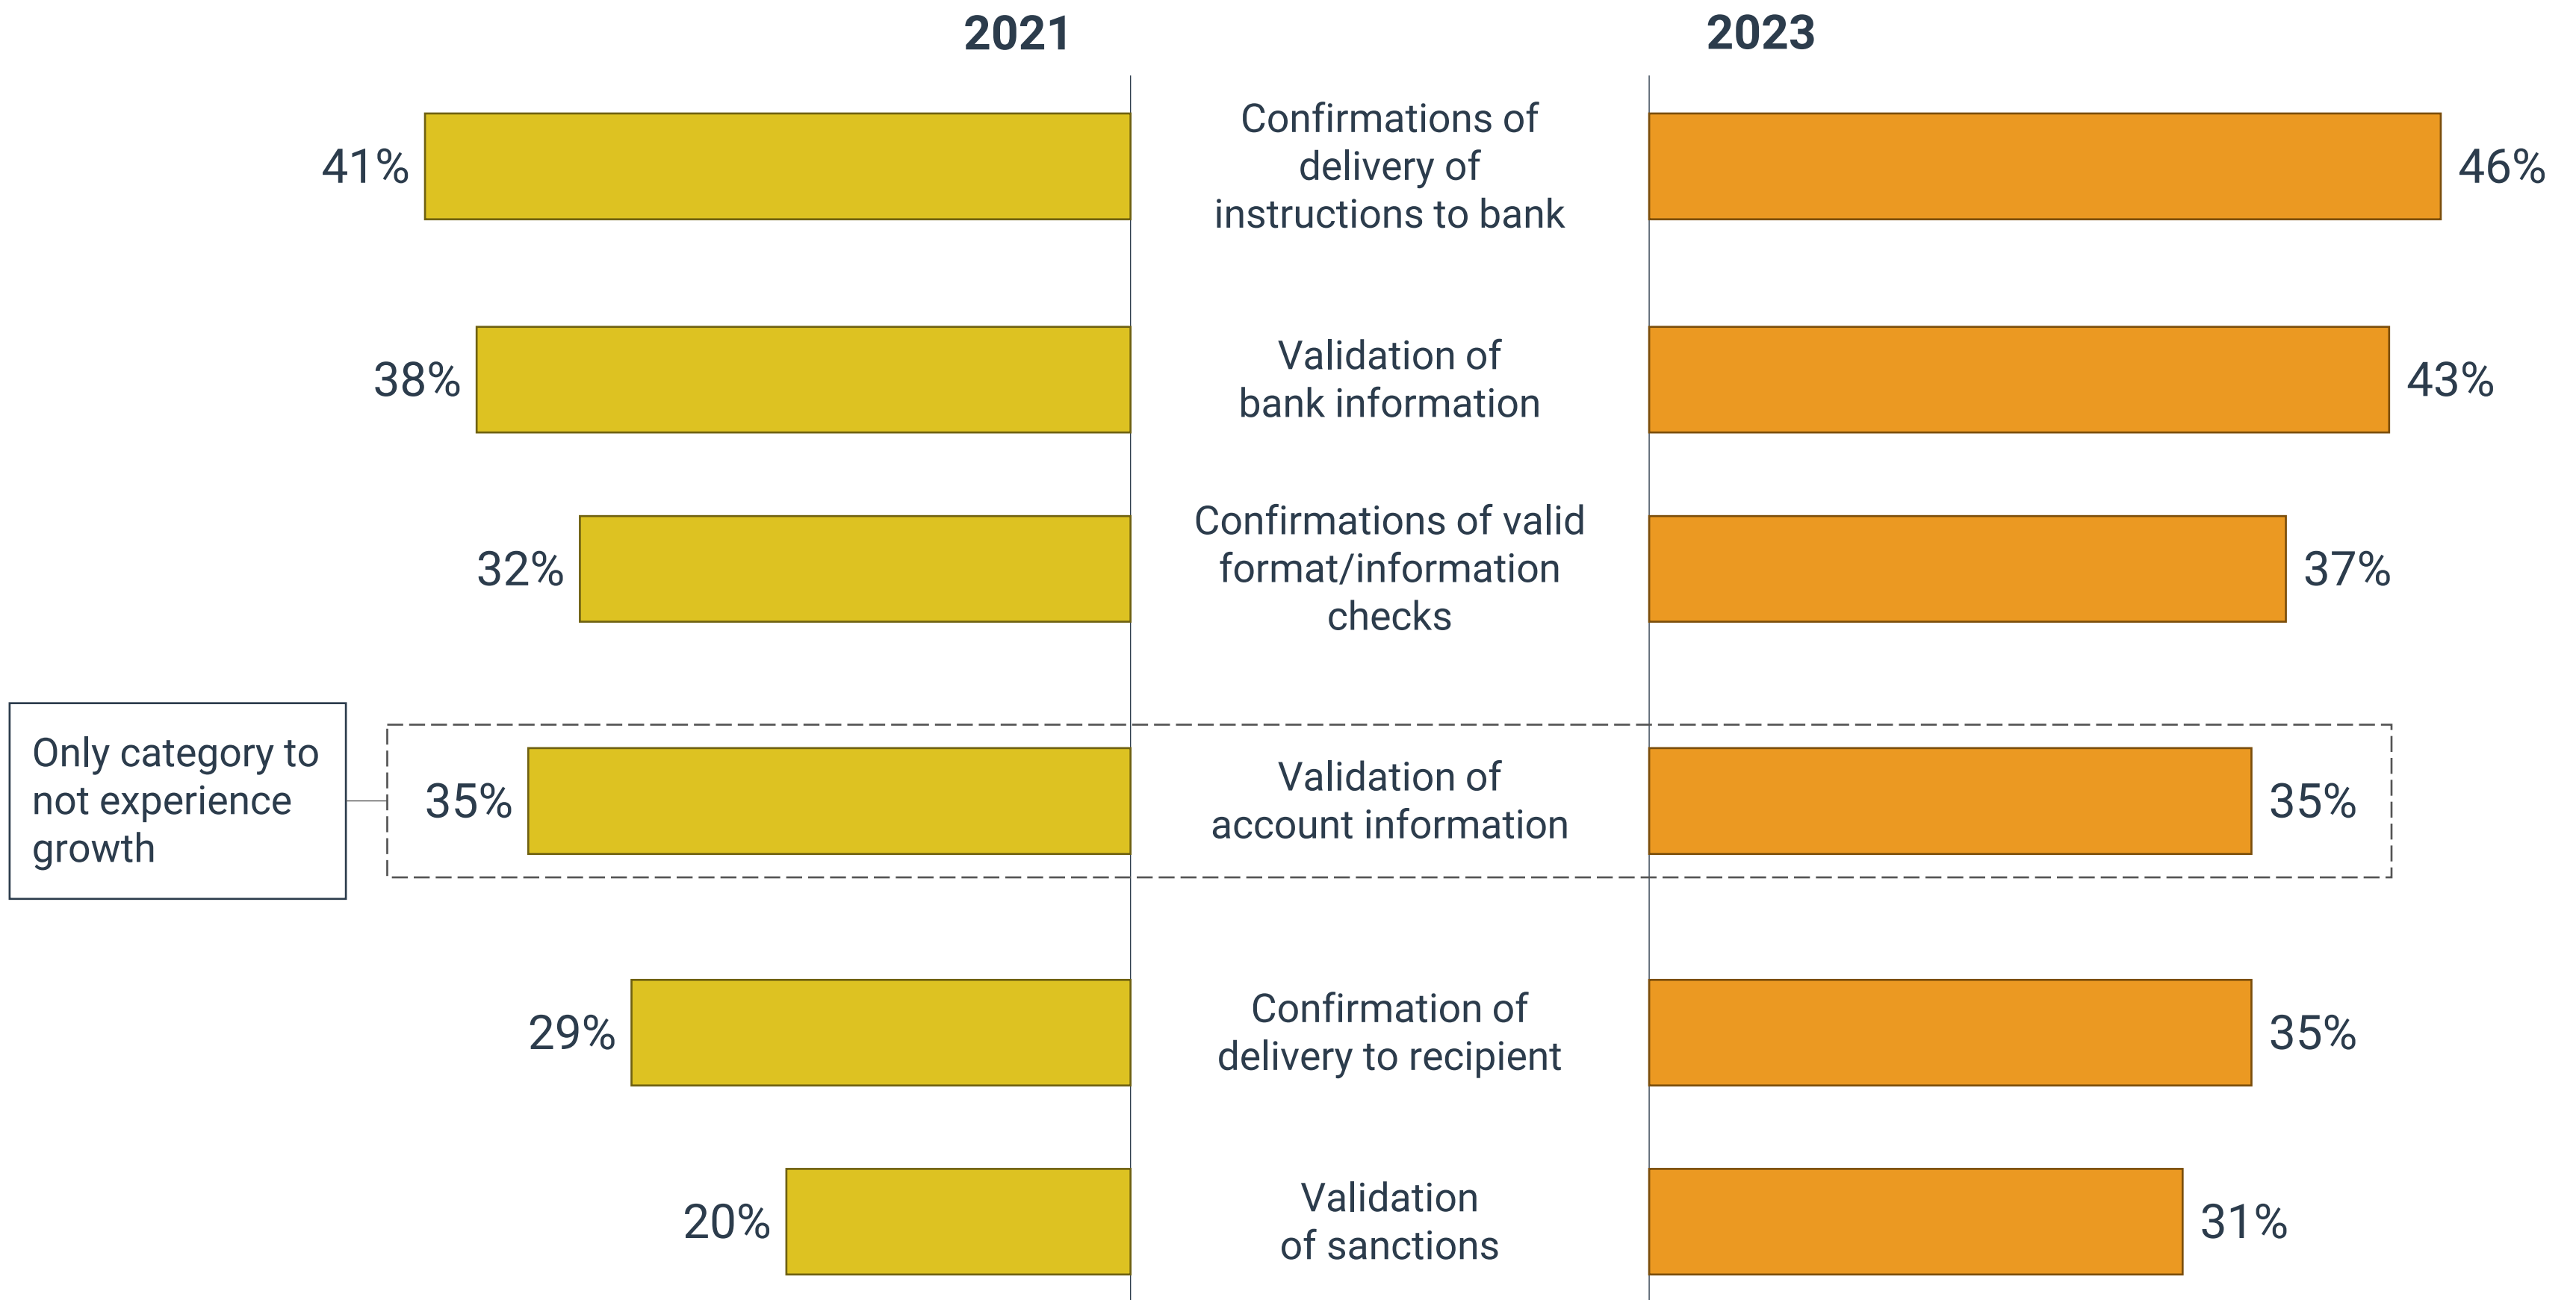 2021
2023
41%
Confirmations of
delivery of
instructions to bank
46%
38%
Validation of
bank information
43%
32%
Confirmations of valid
format/information
checks
37%
Only category to
not experience
growth
35%
Validation of
account information
35%
29%
Confirmation of
delivery to recipient
35%
20%
Validation
of sanctions
31%